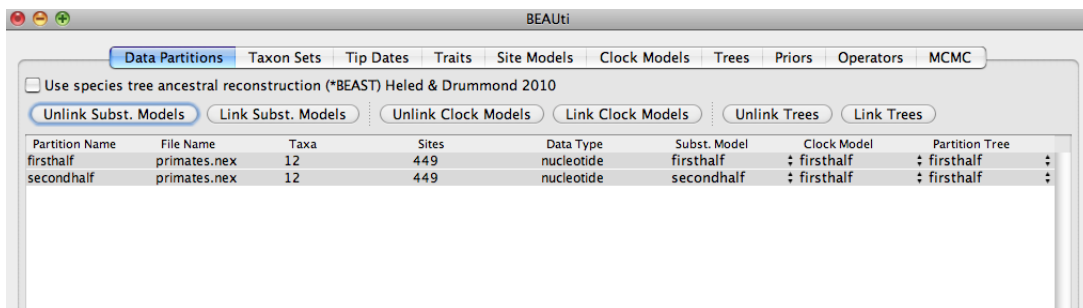 BEAUti
Data Partitions Taxon Sets Tip Dates Traits Site Models Clock Models Trees Priors Operators MCMC
Use species tree ancestral reconstruction (*BEAST) Heled & Drummond 2010
Unlink Subst. Models Link Subst. Models Unlink Clock Models Link Clock Models Unlink Trees Link Trees
Partition Name File Name Taxa Sites Data Type Subst. Model Clock Model Partition Tree
firsthalf primates.nex 12 449 nucleotide firsthalf firsthalf firsthalf
secondhalf primates.nex 12 449 nucleotide secondhalf firsthalf firsthalf